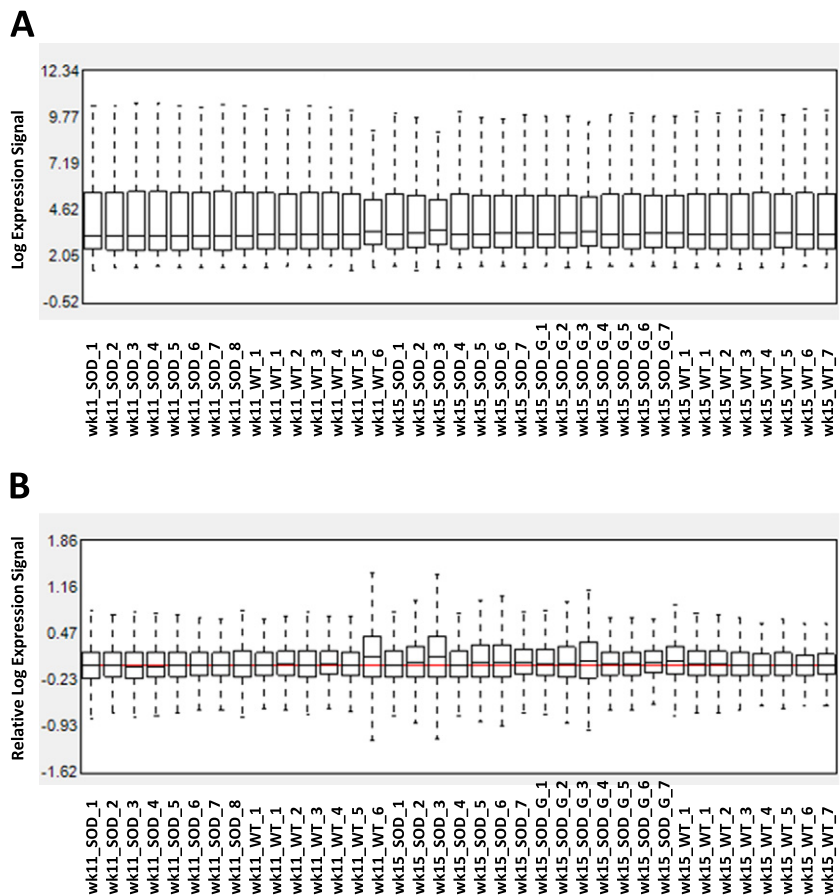 A
Log Expression Signal
12.34
9.77
7.19
4.62
2.05
-0.52
wk11_SOD_1
wk11_SOD_2
wk11_SOD_3
wk11_SOD_4
wk11_SOD_5
wk11_SOD_6
wk11_SOD_7
wk11_SOD_8
wk11_WT_1
wk11_WT_1
wk11_WT_2
wk11_WT_3
wk11_WT_4
wk11_WT_5
wk11_WT_6
wk15_SOD_1
wk15_SOD_2
wk15_SOD_3
wk15_SOD_4
wk15_SOD_5
wk15_SOD_6
wk15_SOD_7
wk15_SOD_G_1
wk15_SOD_G_2
wk15_SOD_G_3
wk15_SOD_G_4
wk15_SOD_G_5
wk15_SOD_G_6
wk15_SOD_G_7
wk15_WT_1
wk15_WT_1
wk15_WT_2
wk15_WT_3
wk15_WT_4
wk15_WT_5
wk15_WT_6
wk15_WT_7
B
Relative Log Expression Signal
1.86
1.16
0.47
-0.23
-0.93
-1.62
wk11_SOD_1
wk11_SOD_2
wk11_SOD_3
wk11_SOD_4
wk11_SOD_5
wk11_SOD_6
wk11_SOD_7
wk11_SOD_8
wk11_WT_1
wk11_WT_1
wk11_WT_2
wk11_WT_3
wk11_WT_4
wk11_WT_5
wk11_WT_6
wk15_SOD_1
wk15_SOD_2
wk15_SOD_3
wk15_SOD_4
wk15_SOD_5
wk15_SOD_6
wk15_SOD_7
wk15_SOD_G_1
wk15_SOD_G_2
wk15_SOD_G_3
wk15_SOD_G_4
wk15_SOD_G_5
wk15_SOD_G_6
wk15_SOD_G_7
wk15_WT_1
wk15_WT_1
wk15_WT_2
wk15_WT_3
wk15_WT_4
wk15_WT_5
wk15_WT_6
wk15_WT_7